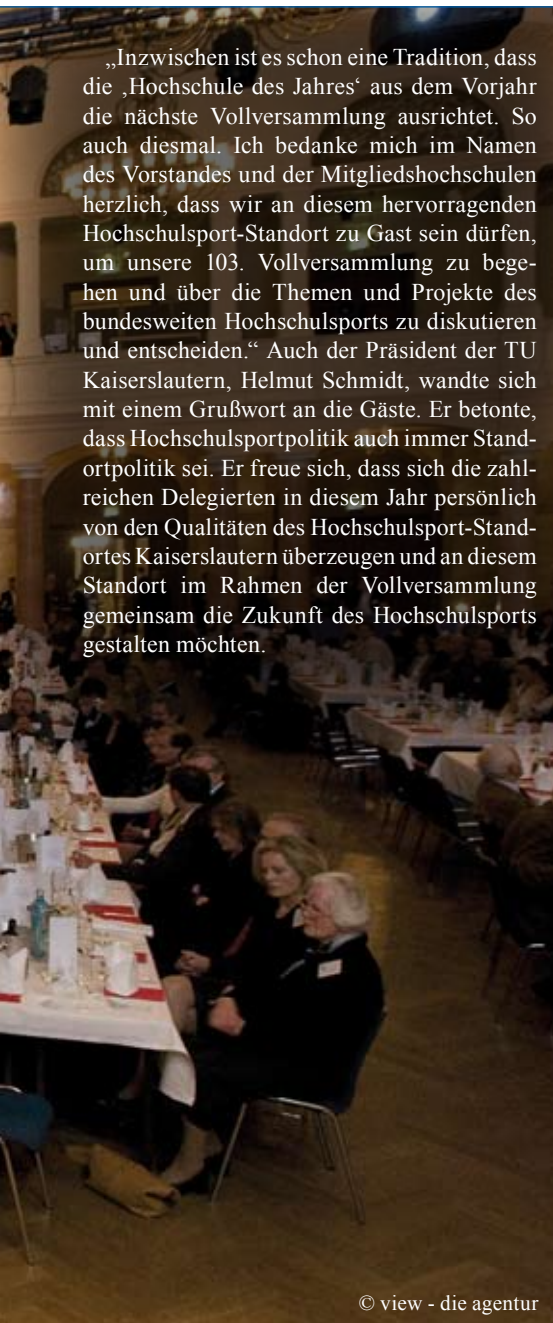 „Inzwischen ist es schon eine Tradition, dass
die ‚Hochschule des Jahres‘ aus dem Vorjahr
die nächste Vollversammlung ausrichtet. So
auch diesmal. Ich bedanke mich im Namen
des Vorstandes und der Mitgliedshochschulen
herzlich, dass wir an diesem hervorragenden
Hochschulsport-Standort zu Gast sein dürfen,
um unsere 103. Vollversammlung zu bege-
hen und über die Themen und Projekte des
bundesweiten Hochschulsports zu diskutieren
und entscheiden.“ Auch der Präsident der TU
Kaiserslautern, Helmut Schmidt, wandte sich
mit einem Grußwort an die Gäste. Er betonte,
dass Hochschulsportpolitik auch immer Stand-
ortpolitik sei. Er freue sich, dass sich die zahl-
reichen Delegierten in diesem Jahr persönlich
von den Qualitäten des Hochschulsport-Stand-
ortes Kaiserslautern überzeugen und an diesem
Standort im Rahmen der Vollversammlung
gemeinsam die Zukunft des Hochschulsports
gestalten möchten.
© view - die agentur